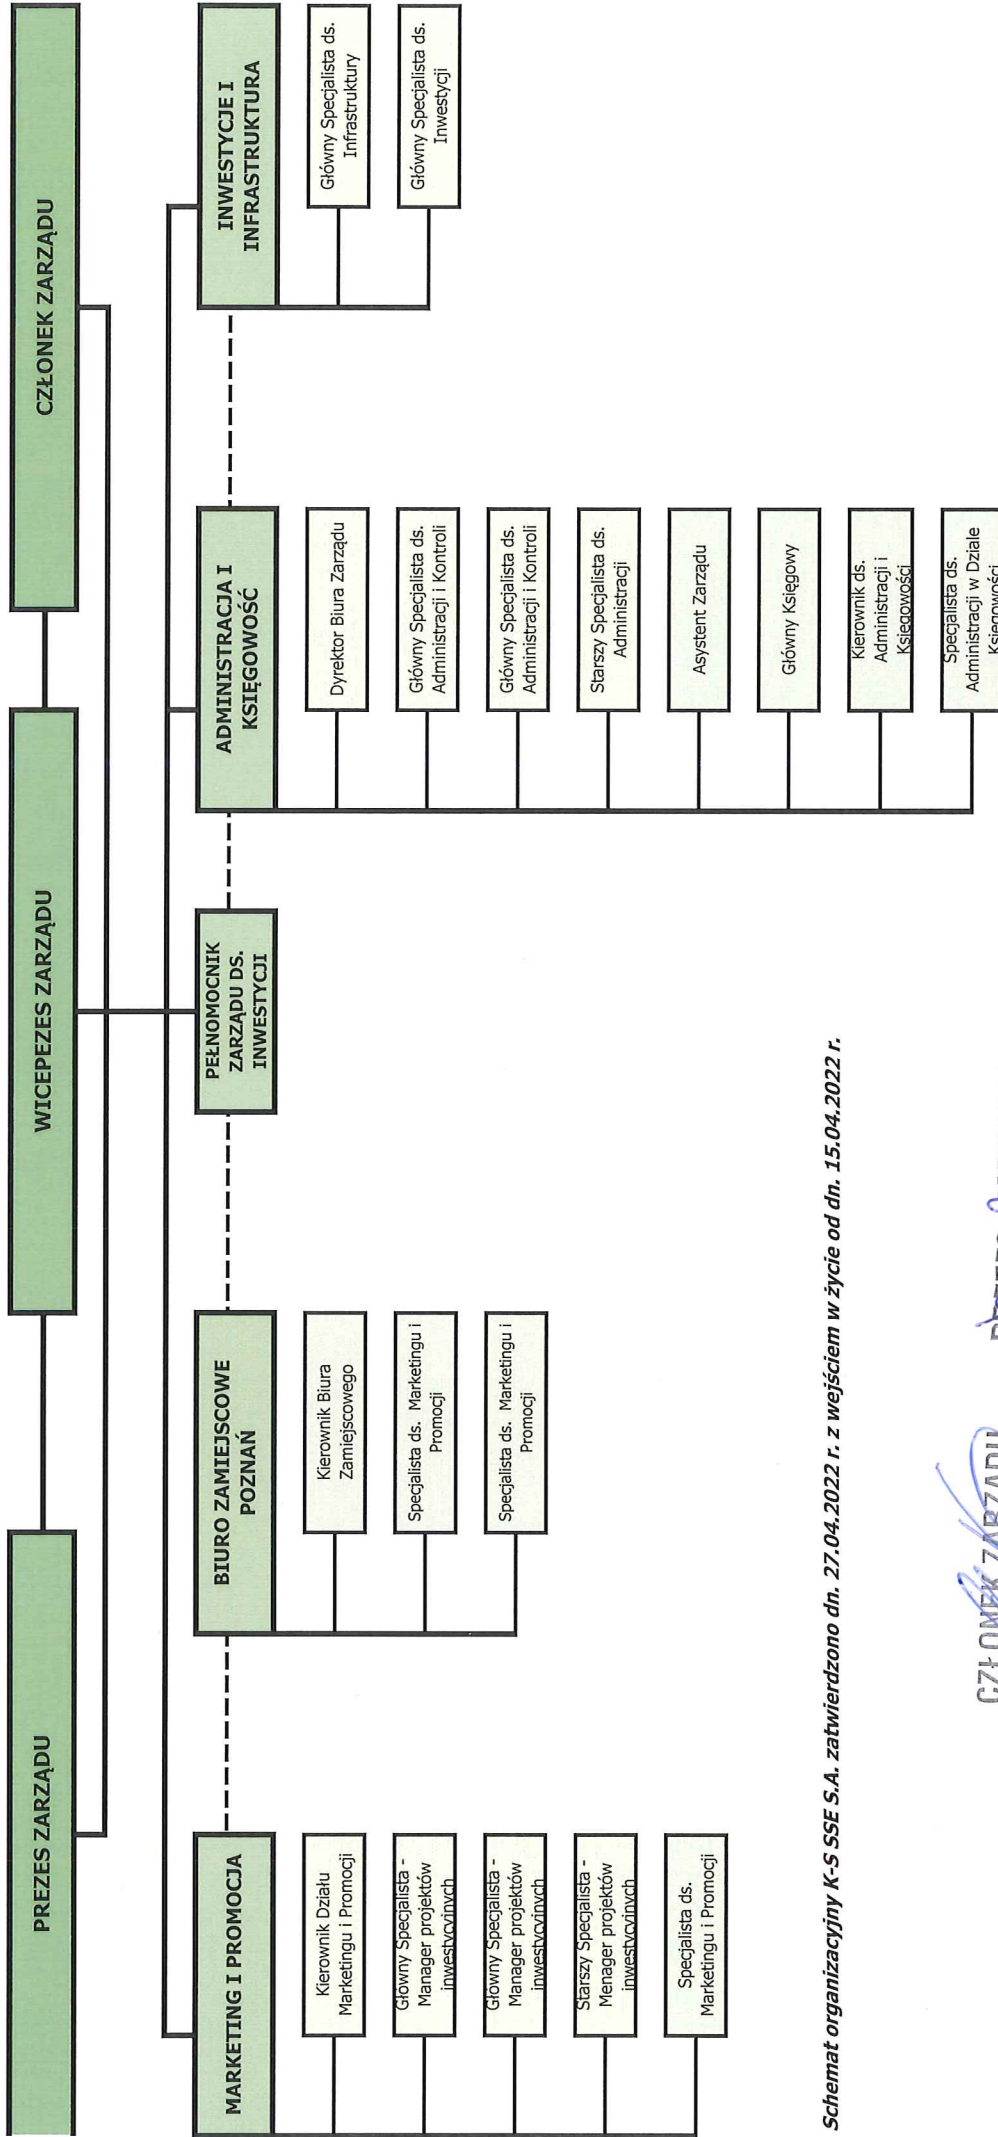 PREZES ZARZĄDU
WICEPEZES ZARZĄDU
CZŁONEK ZARZĄDU
MARKETING I PROMOCJA
BIURO ZAMIEJSCOWE
POZNAŃ
PEŁNOMOCNIK
ZARZĄDU DS.
INWESTYCJI
ADMINISTRACJA I
KSIĘGOWOŚĆ
INWESTYCJE I
INFRASTRUKTURA
Kierownik Działu
Marketingu i Promocji
Główny Specjalista -
Manager projektów
inwestycyjnych
Główny Specjalista -
Manager projektów
inwestycyjnych
Starszy Specjalista -
Menager projektów
inwestycyjnych
Specjalista ds.
Marketingu i Promocji
Kierownik Biura
Zamiejscowego
Specjalista ds. Marketingu i
Promocji
Specjalista ds. Marketingu i
Promocji
Dyrektor Biura Zarządu
Główny Specjalista ds.
Administracji i Kontroli
Główny Specjalista ds.
Administracji i Kontroli
Starszy Specjalista ds.
Administracji
Asystent Zarządu
Główny Księgowy
Kierownik ds.
Administracji i
Księgowości
Specjalista ds.
Administracji w Dziale
Księgowości
Główny Specjalista ds.
Infrastruktury
Główny Specjalista ds.
Inwestycji
Schemat organizacyjny K-S SSE S.A. zatwierdzono dn. 27.04.2022 r. z wejściem w życie od dn. 15.04.2022 r.
CZŁONEK ZARZĄDU